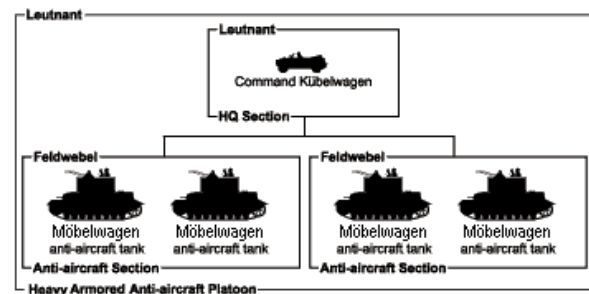 Leutnant
Leutnant
Command Kübelwagen
HQ Section
Feldwebel
Möbelwagen
anti-aircraft tank
Möbelwagen
anti-aircraft tank
Anti-aircraft Section
Feldwebel
Möbelwagen
anti-aircraft tank
Möbelwagen
anti-aircraft tank
Anti-aircraft Section
Heavy Armored Anti-aircraft Platoon